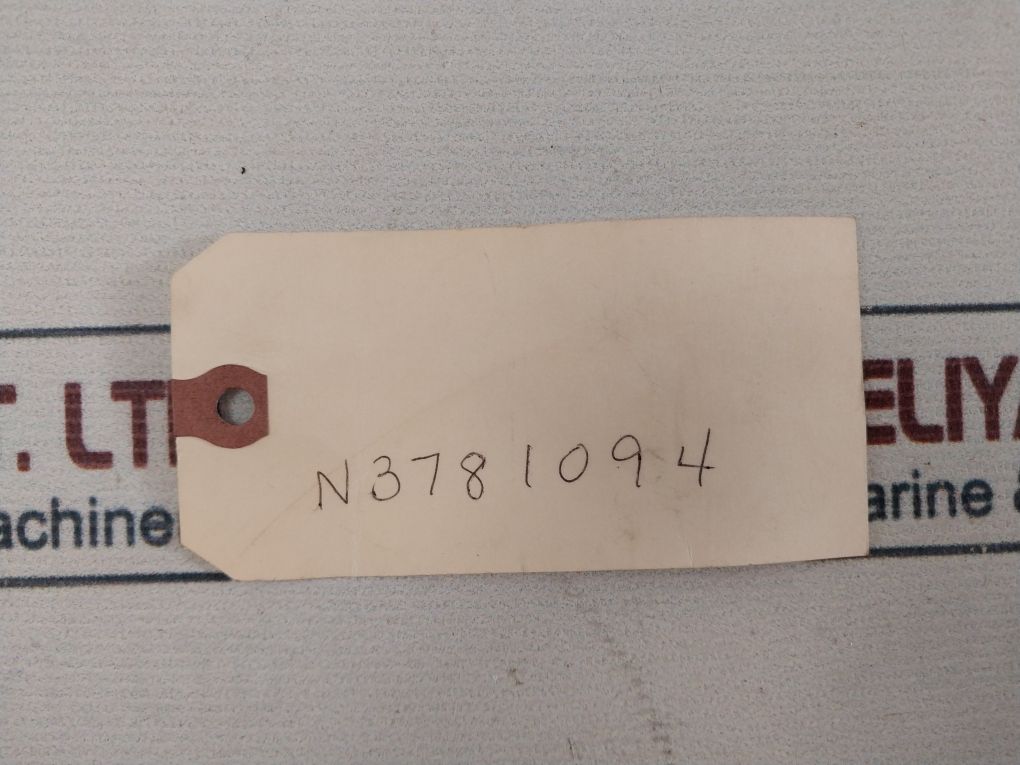 N3781094
T. LT
ELIY
achine
arine &